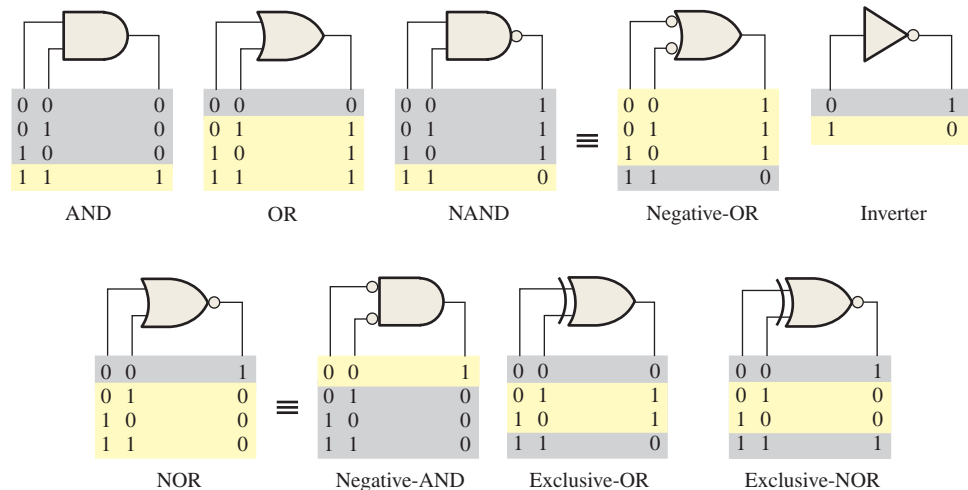 0 0 0
0 1 0
1 0 0
1 1 1
AND
0 0 0
0 1 1
1 0 1
1 1 1
OR
0 0 1
0 1 1
1 0 1
1 1 0
NAND
≡
0 0 1
0 1 1
1 0 1
1 1 0
Negative-OR
0 1
1 0
Inverter
0 0 1
0 1 0
1 0 0
1 1 0
NOR
≡
0 0 1
0 1 0
1 0 0
1 1 0
Negative-AND
0 0 0
0 1 1
1 0 1
1 1 0
Exclusive-OR
0 0 1
0 1 0
1 0 0
1 1 1
Exclusive-NOR